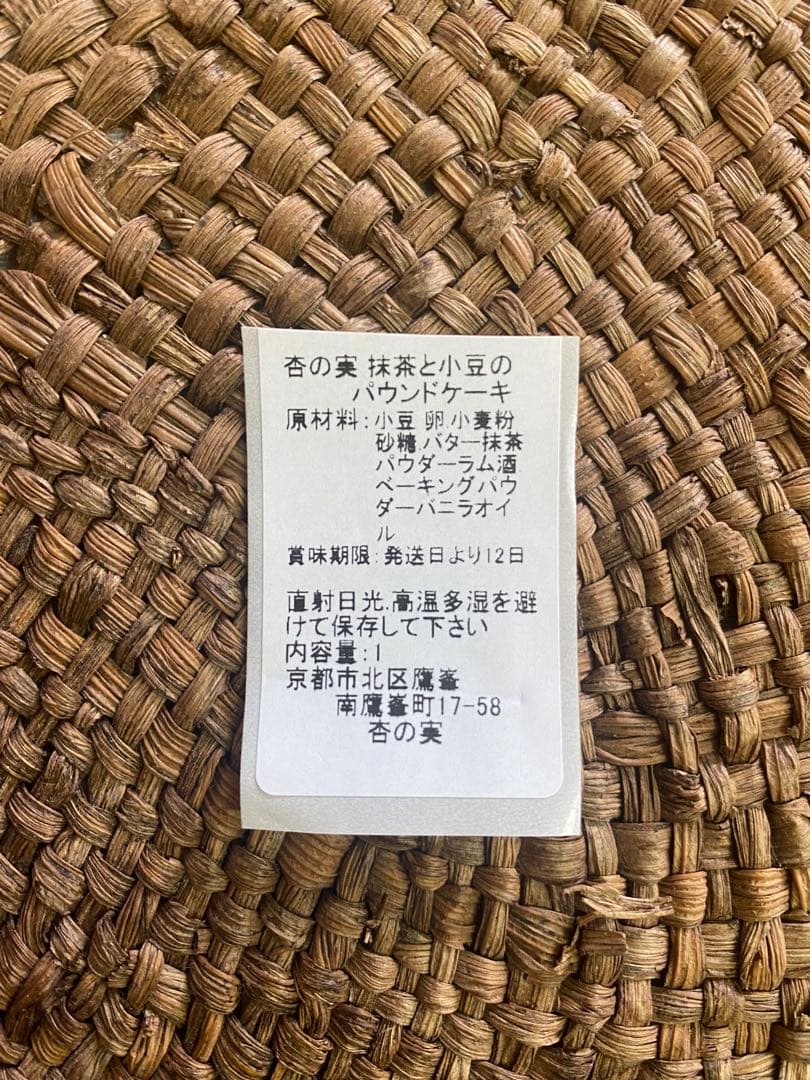 杏の実 抹茶と小豆の
パウンドケーキ
原材料:小豆 卵.小麦粉
砂糖.バター抹茶
パウダーラム酒
ベーキングパウ
ダーバニラオイ
ル
賞味期限:発送日より12日
直射日光.高温多湿を避
けて保存して下さい
内容量:1
京都市北区鷹峯
南鷹峯町17-58
杏の実